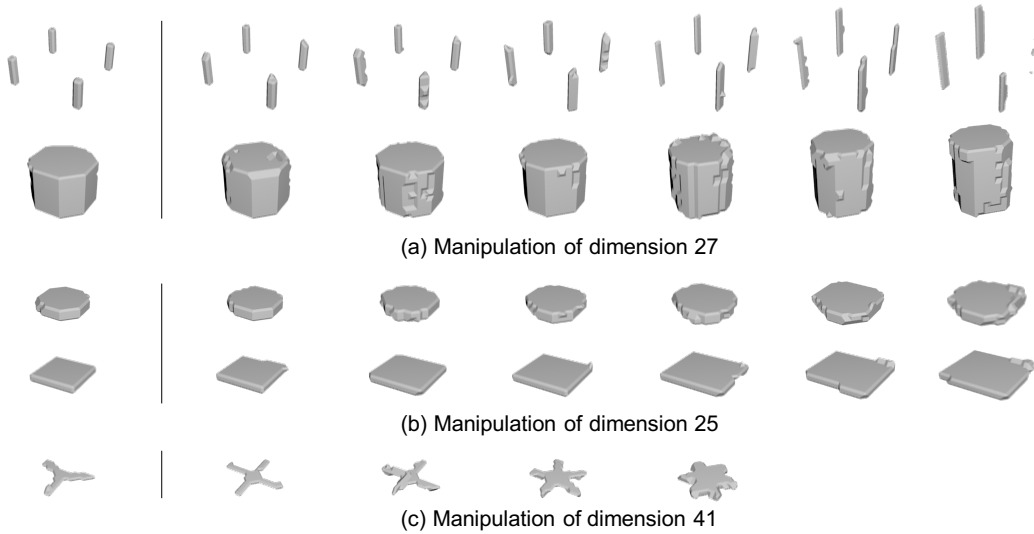 (a) Manipulation of dimension 27
(b) Manipulation of dimension 25
(c) Manipulation of dimension 41